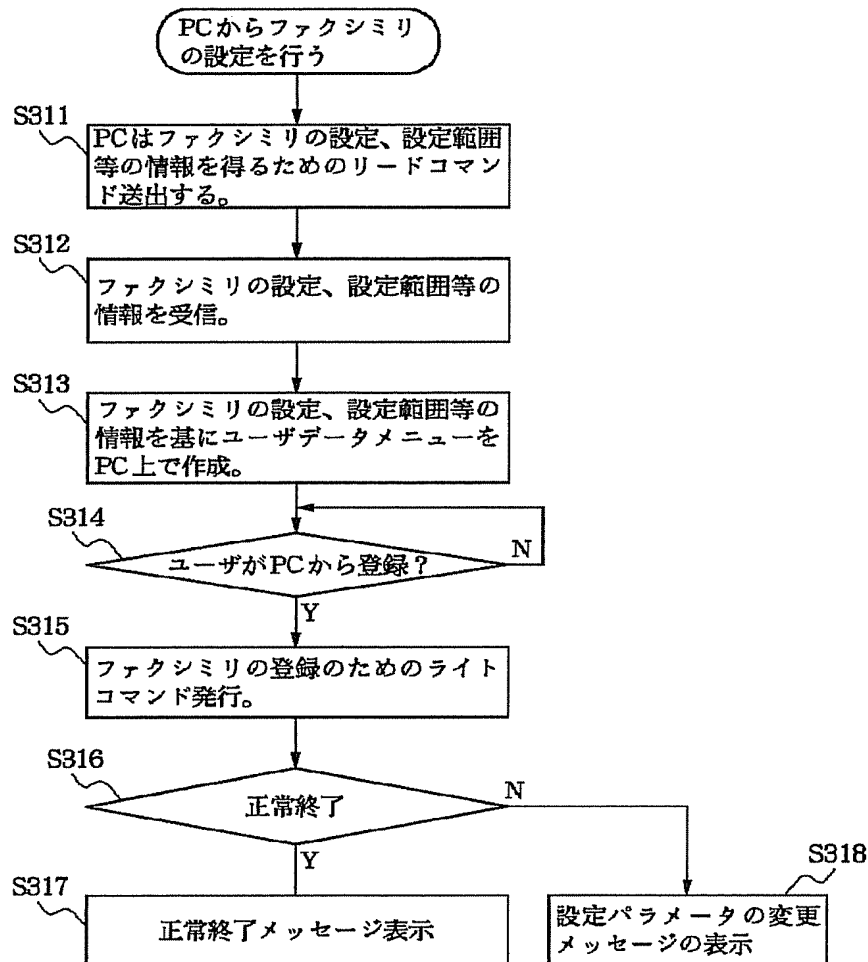 PCからファクシミリ
の設定を行う
S311
PCはファクシミリの設定、設定範囲
等の情報を得るためのリードコマン
ド送出する。
S312
ファクシミリの設定、設定範囲等の
情報を受信。
S313
ファクシミリの設定、設定範囲等の
情報を基にユーザデータメニューを
PC上で作成。
S314
ユーザがPCから登録？
N
Y
S315
ファクシミリの登録のためのライト
コマンド発行。
S316
正常終了
N
Y
S317
正常終了メッセージ表示
S318
設定パラメータの変更
メッセージの表示